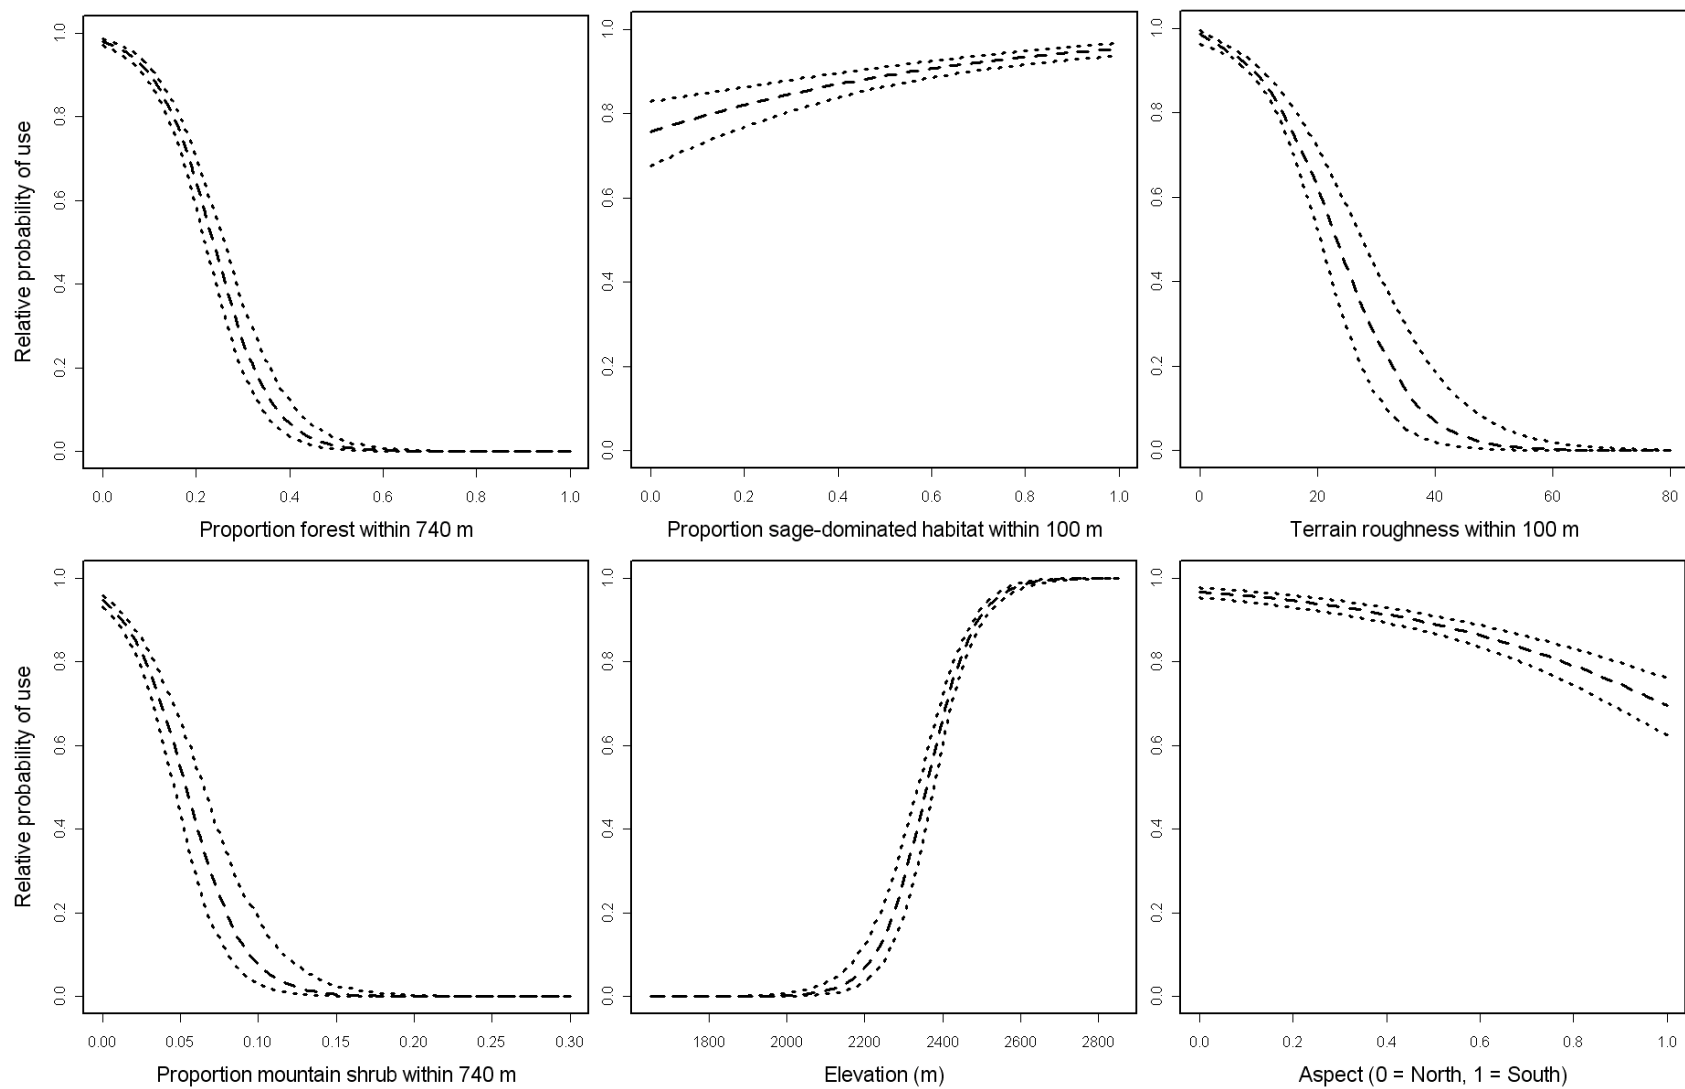 Relative probability of use
1.0
0.8
0.6
0.4
0.2
0.0
0.0 0.2 0.4 0.6 0.8 1.0
Proportion forest within 740 m
1.0
0.8
0.6
0.4
0.2
0.0
0.0 0.2 0.4 0.6 0.8 1.0
Proportion sage-dominated habitat within 100 m
1.0
0.8
0.6
0.4
0.2
0.0
0 20 40 60 80
Terrain roughness within 100 m
Relative probability of use
1.0
0.8
0.6
0.4
0.2
0.0
0.00 0.05 0.10 0.15 0.20 0.25 0.30
Proportion mountain shrub within 740 m
1.0
0.8
0.6
0.4
0.2
0.0
1800 2000 2200 2400 2600 2800
Elevation (m)
1.0
0.8
0.6
0.4
0.2
0.0
0.0 0.2 0.4 0.6 0.8 1.0
Aspect (0 = North, 1 = South)